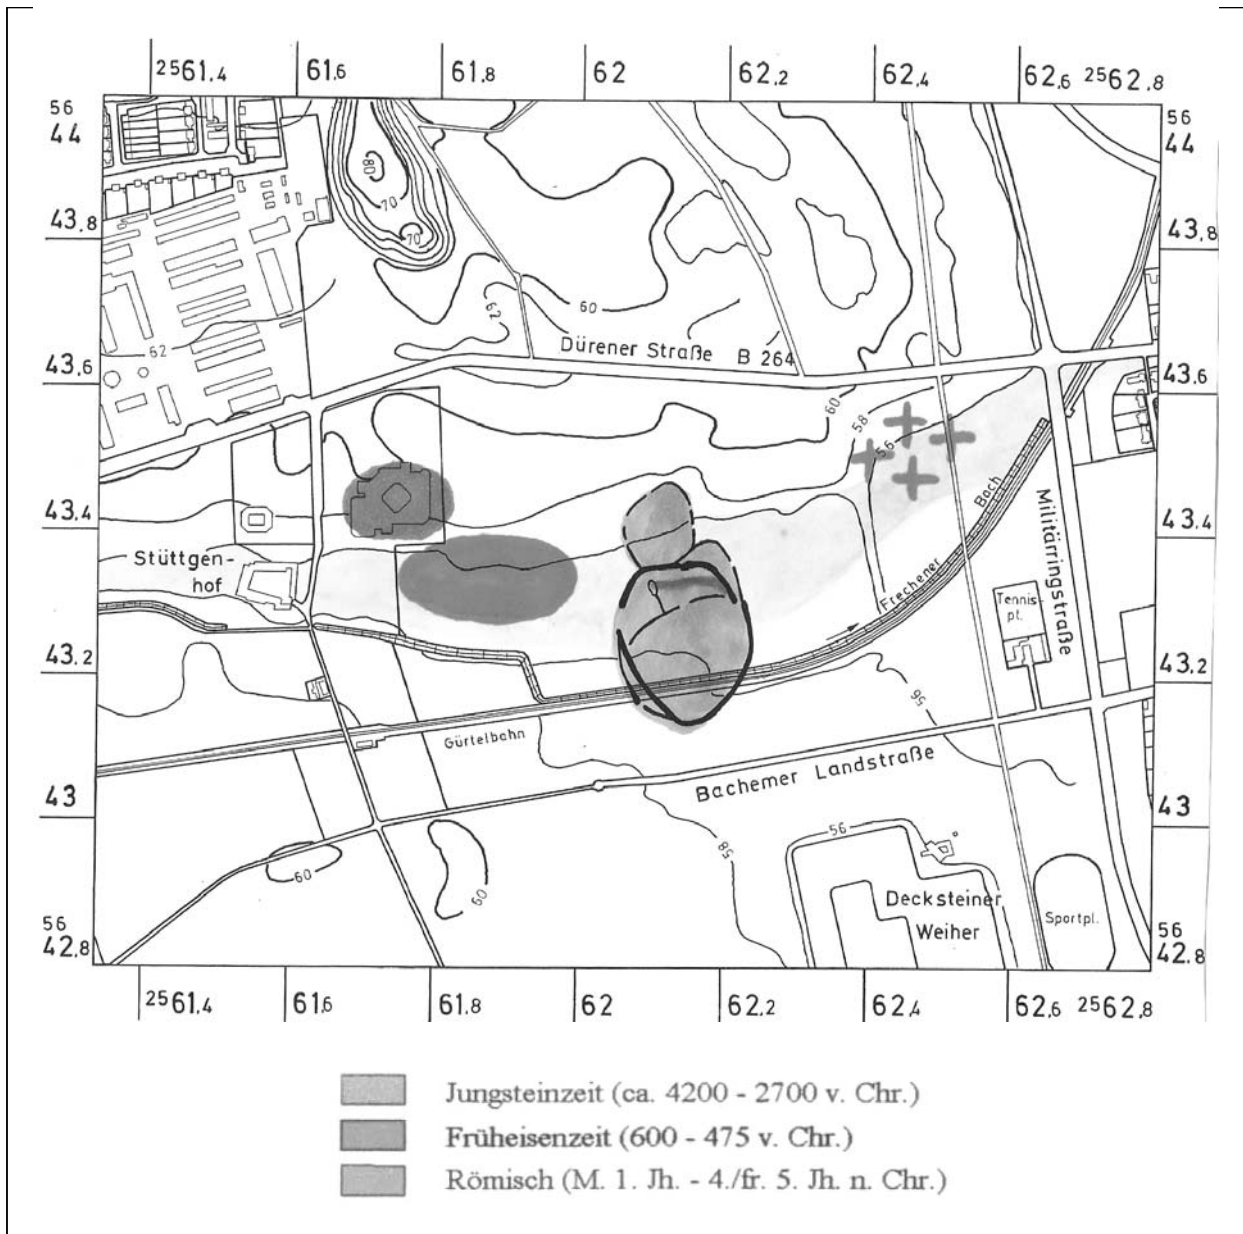 2561.4 61.6 61.8 62 62.2 62.4 62.6 2562.8
56
44
56
44
80
70
70
43.8
43.8
60
62
62
Dürener Straße B 264
43.6
43.6
60
58
56
43.4
43.4
Bach
Stüttgen-
hof
Frechener
Militärringstraße
Tennis-
pl.
43.2
43.2
56
Gürtelbahn
Bachemer Landstraße
43
43
58
56
60
60
Decksteiner
Weiher
Sportpl.
56
42.8
56
42.8
2561.4 61.6 61.8 62 62.2 62.4 62.6 2562.8
Jungsteinzeit (ca. 4200 - 2700 v. Chr.)
Früheisenzeit (600 - 475 v. Chr.)
Römisch (M. 1. Jh. - 4./fr. 5. Jh. n. Chr.)